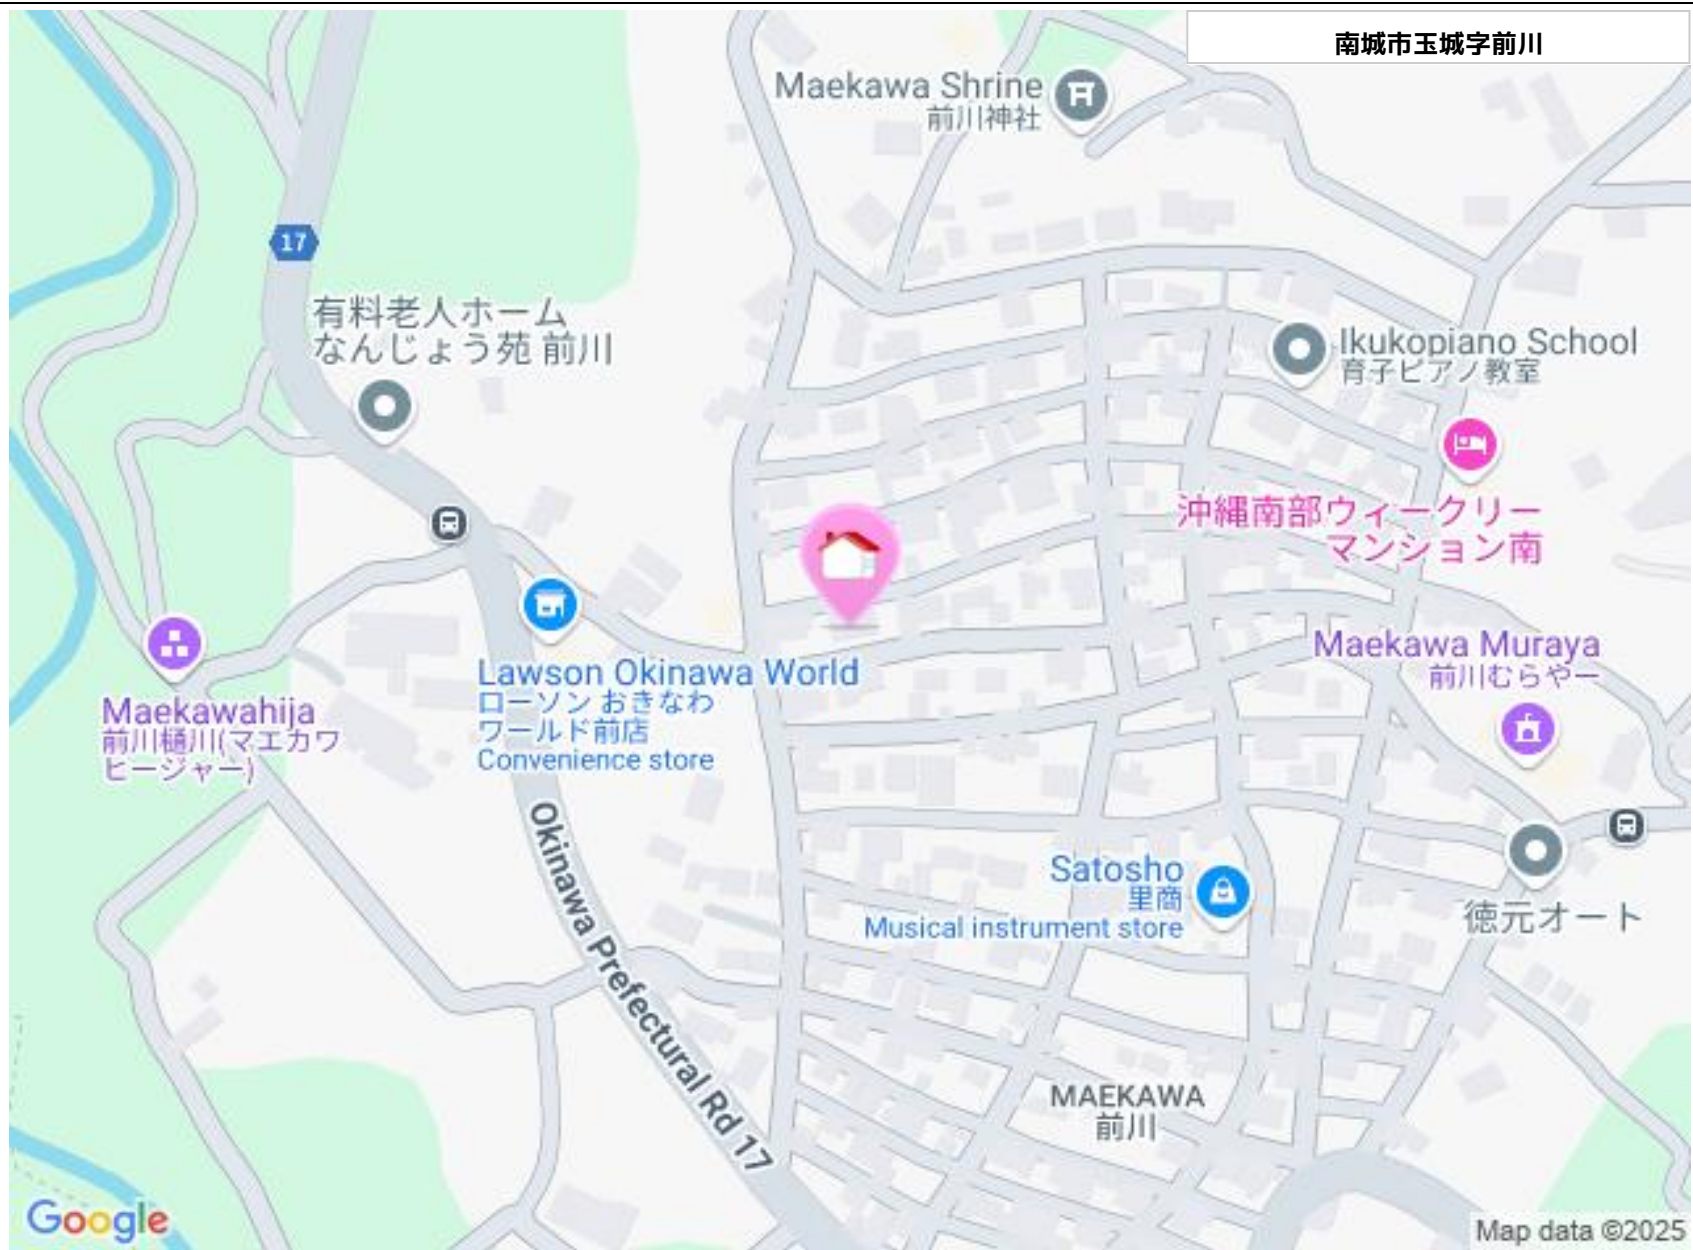 南城市玉城字前川
Maekawa Shrine
前川神社
17
有料老人ホーム
なんじょう苑 前川
Ikukopiano School
育子ピアノ教室
沖縄南部ウィークリー
マンション南
Maekawa Muraya
前川むらやー
Lawson Okinawa World
ローソン おきなわ
ワールド前店
Convenience store
Maekawahija
前川樋川(マエカワ
ヒージャー)
Okinawa Prefectural Rd 17
Satosho
里商
Musical instrument store
徳元オート
MAEKAWA
前川
Google
Map data ©2025